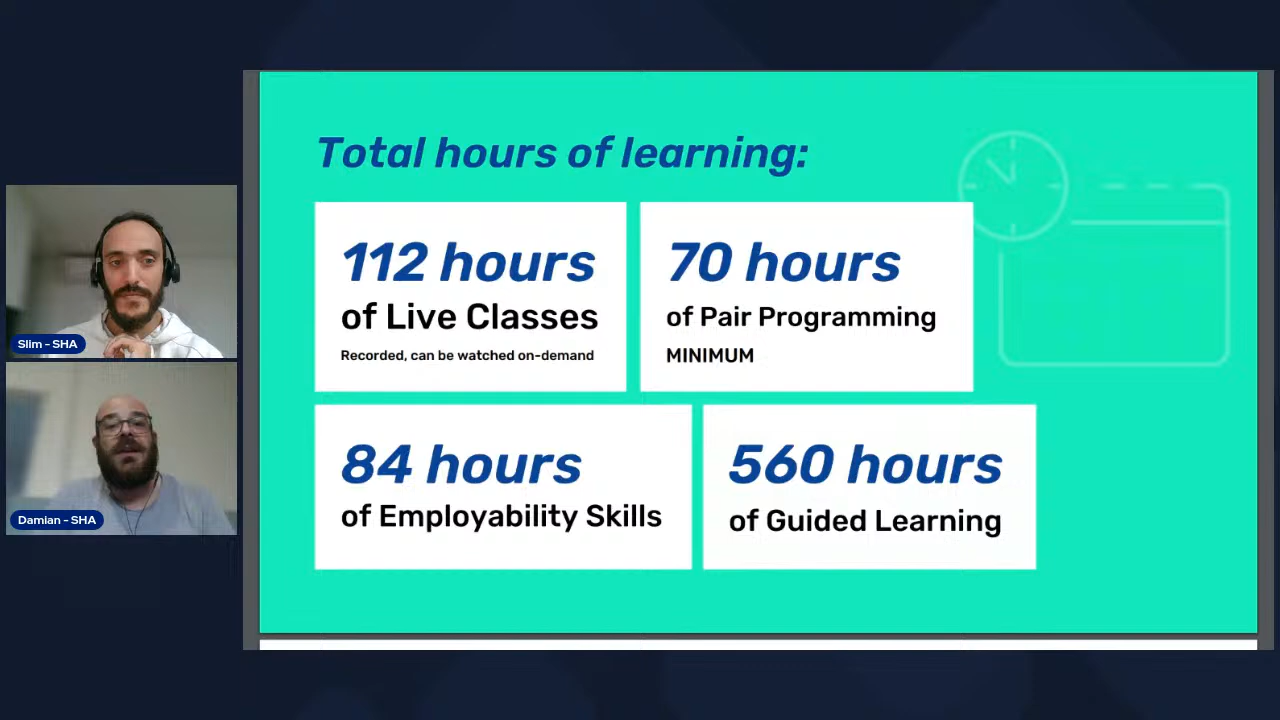 Total hours of learning:
112 hours
of Live Classes
Recorded, can be watched on-demand
70 hours
of Pair Programming
MINIMUM
84 hours
of Employability Skills
560 hours
of Guided Learning
Slim - SHA
Damian - SHA